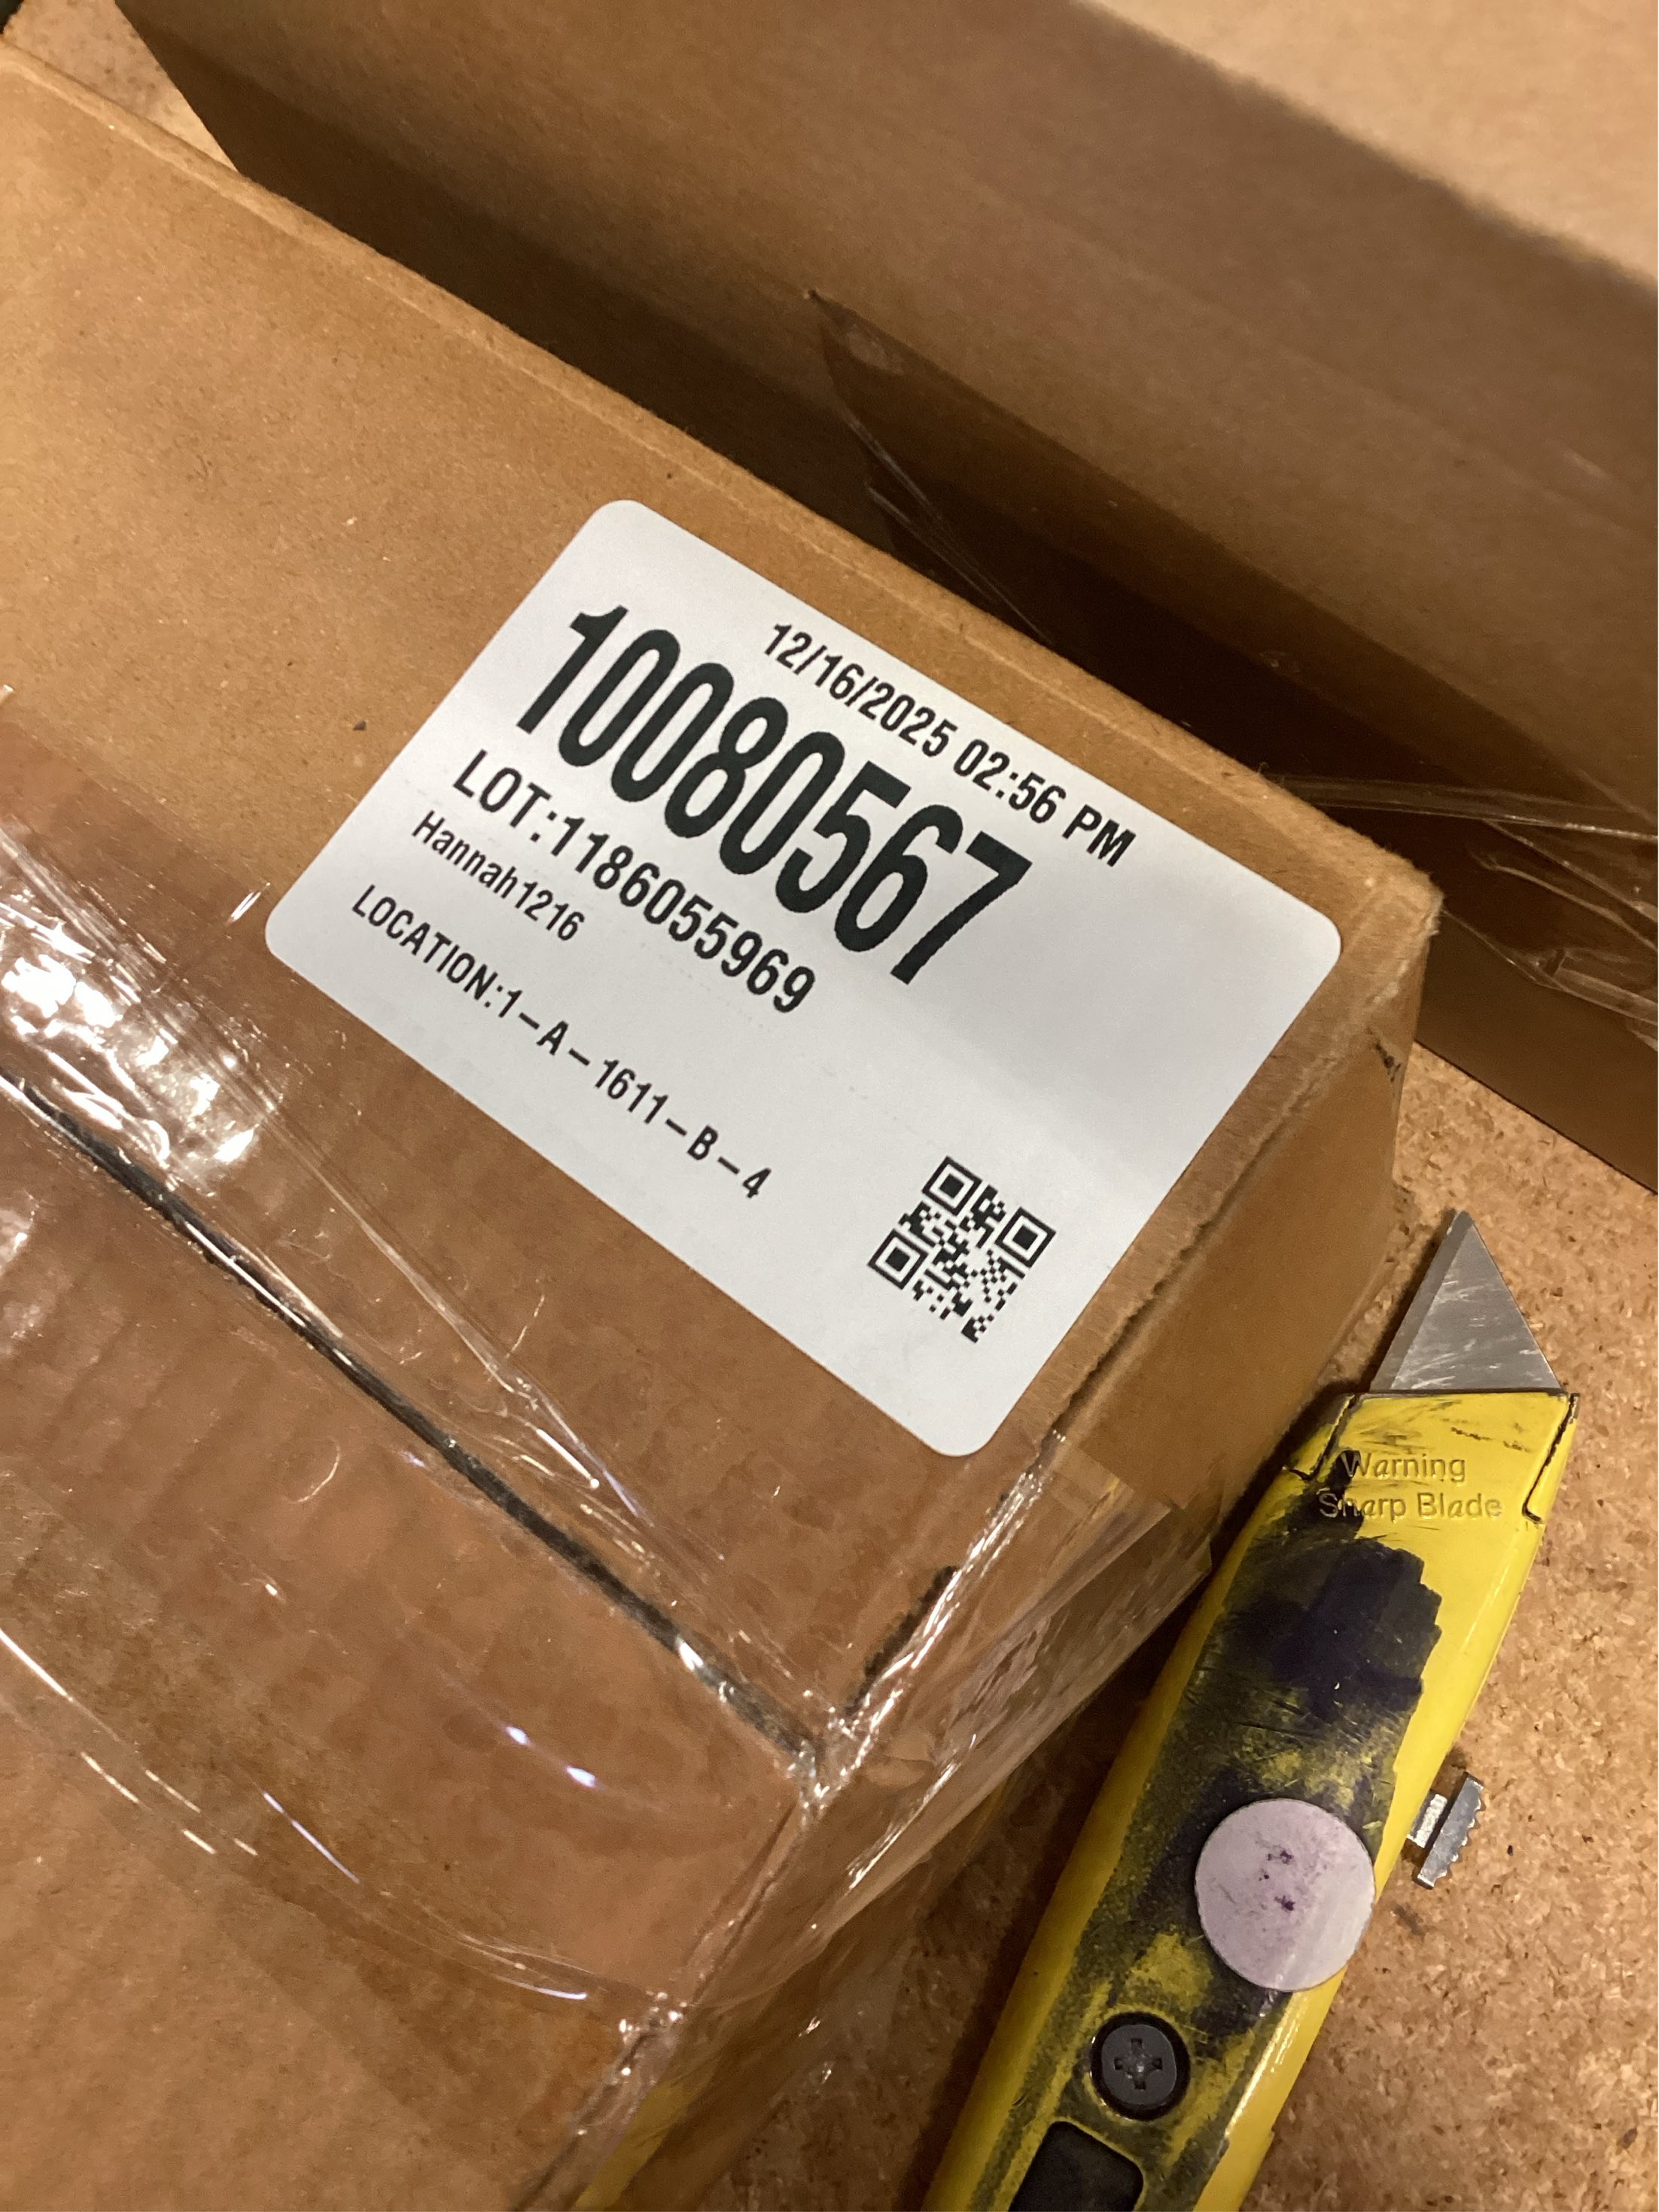 12/16/2025 02:56 PM
10080567
LOT:1186055969
Hannah1216
LOCATION:1-A-1611-B-4
Warning
Sharp Blade